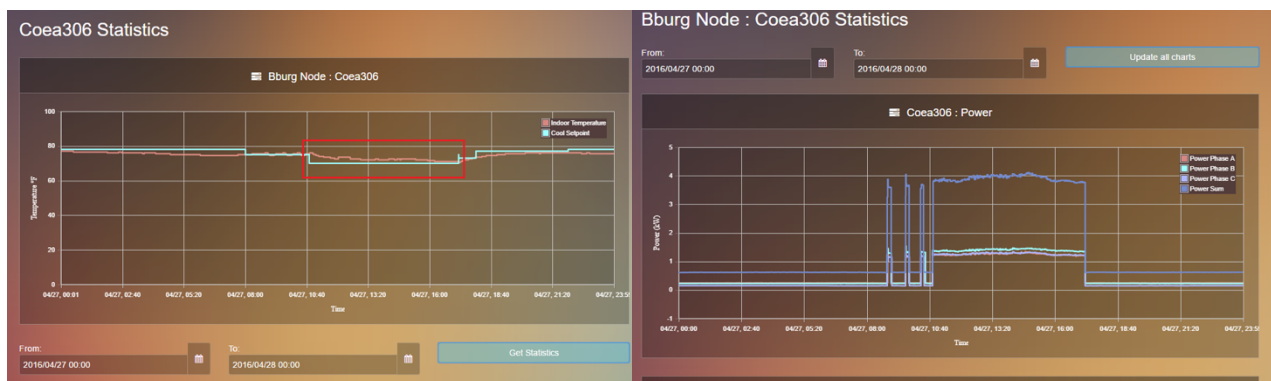 Coea306 Statistics
Bburg Node : Coea306
100
80
60
40
20
0
Temperature °F
Indoor Temperature
Cool Setpoint
04/27, 00:01 04/27, 02:40 04/27, 05:20 04/27, 08:00 04/27, 10:40 04/27, 13:20 04/27, 16:00 04/27, 18:40 04/27, 21:20 04/27, 23:59
Time
From: To:
2016/04/27 00:00 2016/04/28 00:00 Get Statistics
Bburg Node : Coea306 Statistics
From: To:
2016/04/27 00:00 2016/04/28 00:00 Update all charts
Coea306 : Power
5
4
3
2
1
0
-1
Power (kW)
Power Phase A
Power Phase B
Power Phase C
Power Sum
04/27, 00:00 04/27, 02:40 04/27, 05:20 04/27, 08:00 04/27, 10:40 04/27, 13:20 04/27, 16:00 04/27, 18:40 04/27, 21:20 04/27, 23:59
Time